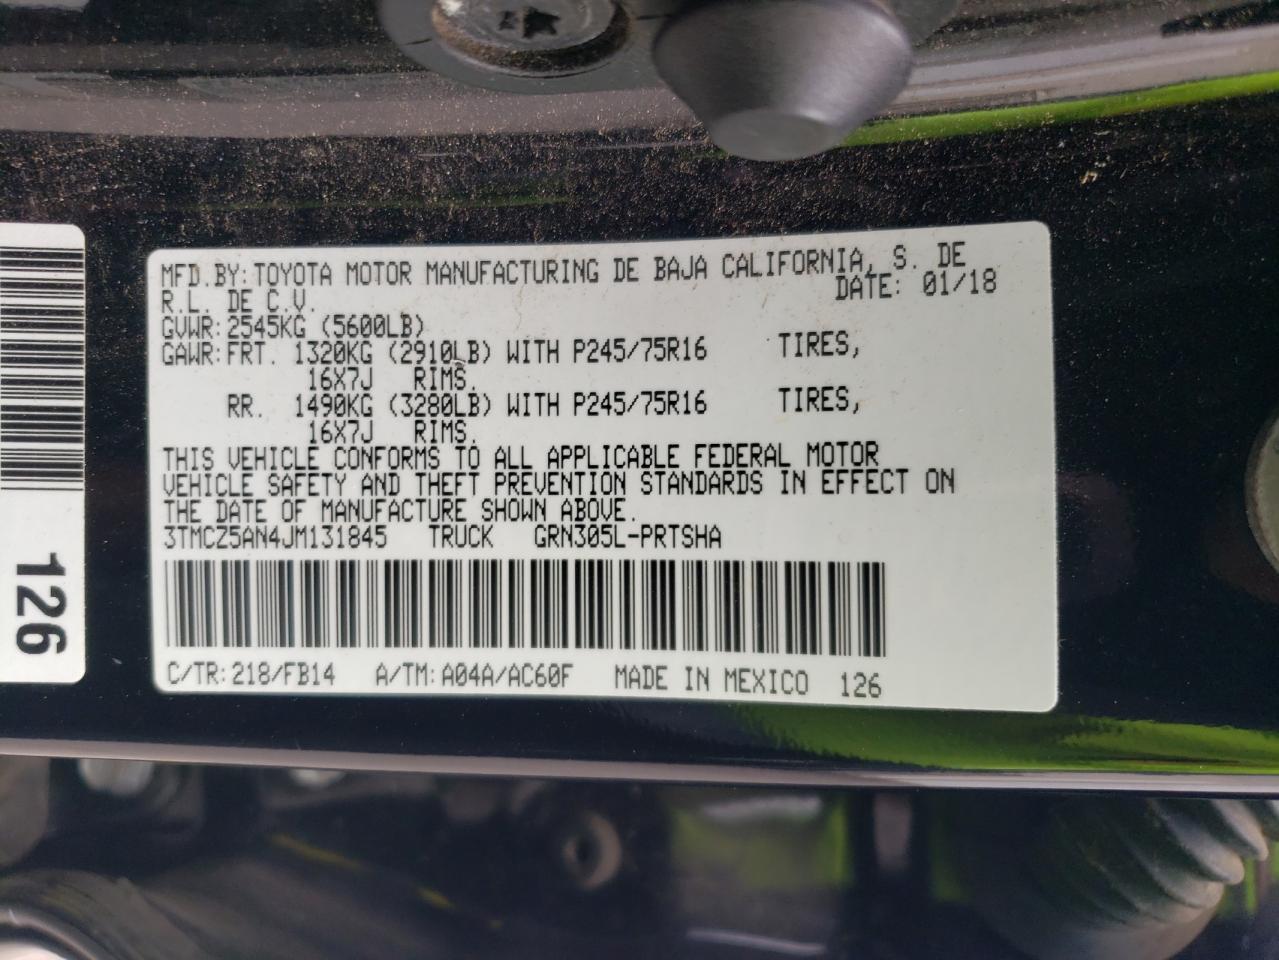 MFD.BY:TOYOTA MOTOR MANUFACTURING DE BAJA CALIFORNIA, S. DE
R.L. DE C.V. DATE: 01/18
GVWR:2545KG (5600LB)
GAWR:FRT. 1320KG (2910LB) WITH P245/75R16 TIRES,
16X7J RIMS.
RR. 1490KG (3280LB) WITH P245/75R16 TIRES,
16X7J RIMS.
THIS VEHICLE CONFORMS TO ALL APPLICABLE FEDERAL MOTOR
VEHICLE SAFETY AND THEFT PREVENTION STANDARDS IN EFFECT ON
THE DATE OF MANUFACTURE SHOWN ABOVE.
3TMCZ5AN4JM131845 TRUCK GRN305L-PRTSHA
C/TR:218/FB14 A/TM:A04A/AC60F MADE IN MEXICO 126
126